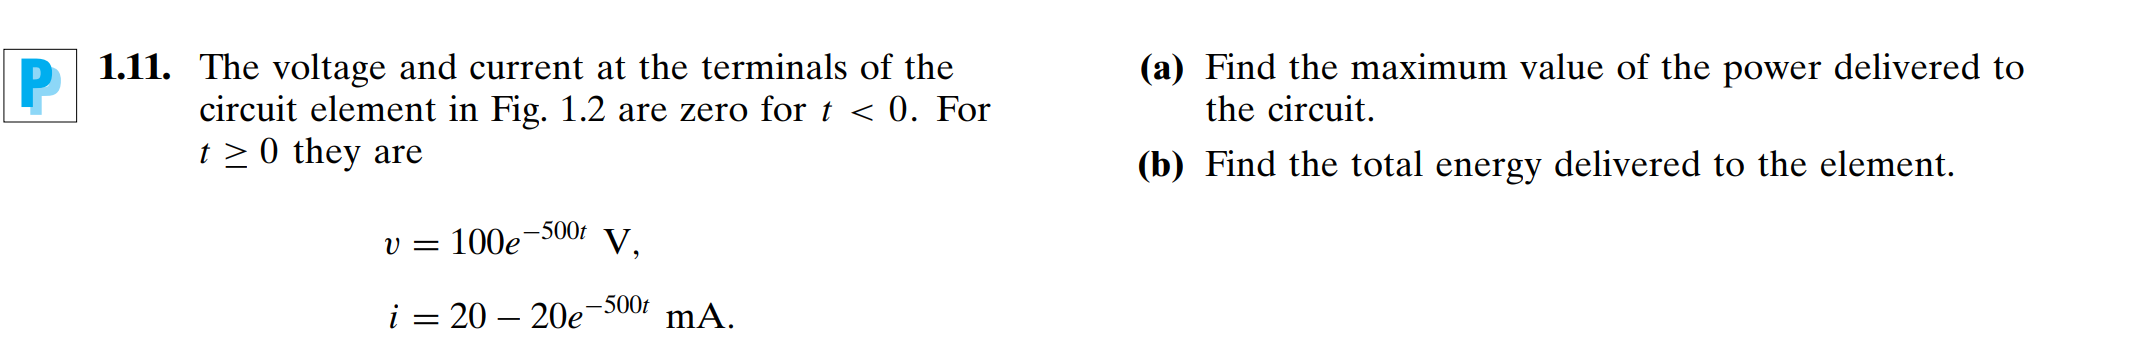 P
1.11. The voltage and current at the terminals of the
circuit element in Fig. 1.2 are zero for t < 0. For
t ≥ 0 they are
v = 100e^{−500t} V,
i = 20 − 20e^{−500t} mA.
(a) Find the maximum value of the power delivered to
the circuit.
(b) Find the total energy delivered to the element.